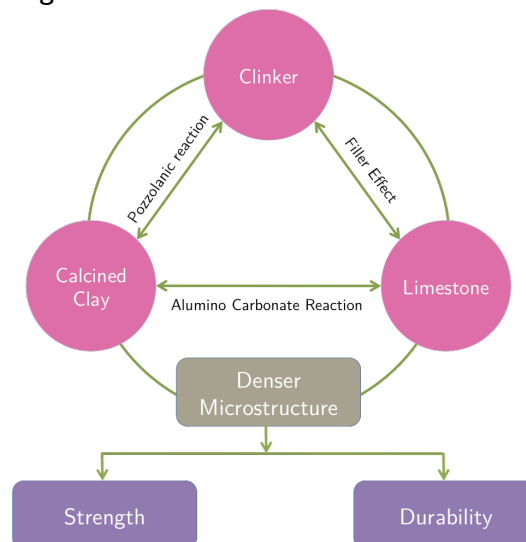 Clinker
Pozzolanic reaction
Filler Effect
Calcined
Clay
Limestone
Alumino Carbonate Reaction
Denser
Microstructure
Strength
Durability